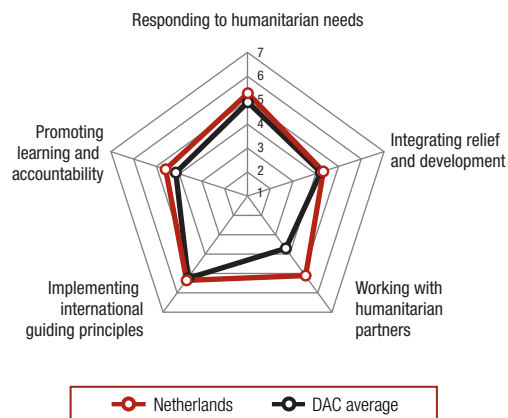 Responding to humanitarian needs
7
6
5
4
3
2
1
Promoting
learning and
accountability
Integrating relief
and development
Implementing
international
guiding principles
Working with
humanitarian
partners
Netherlands
DAC average